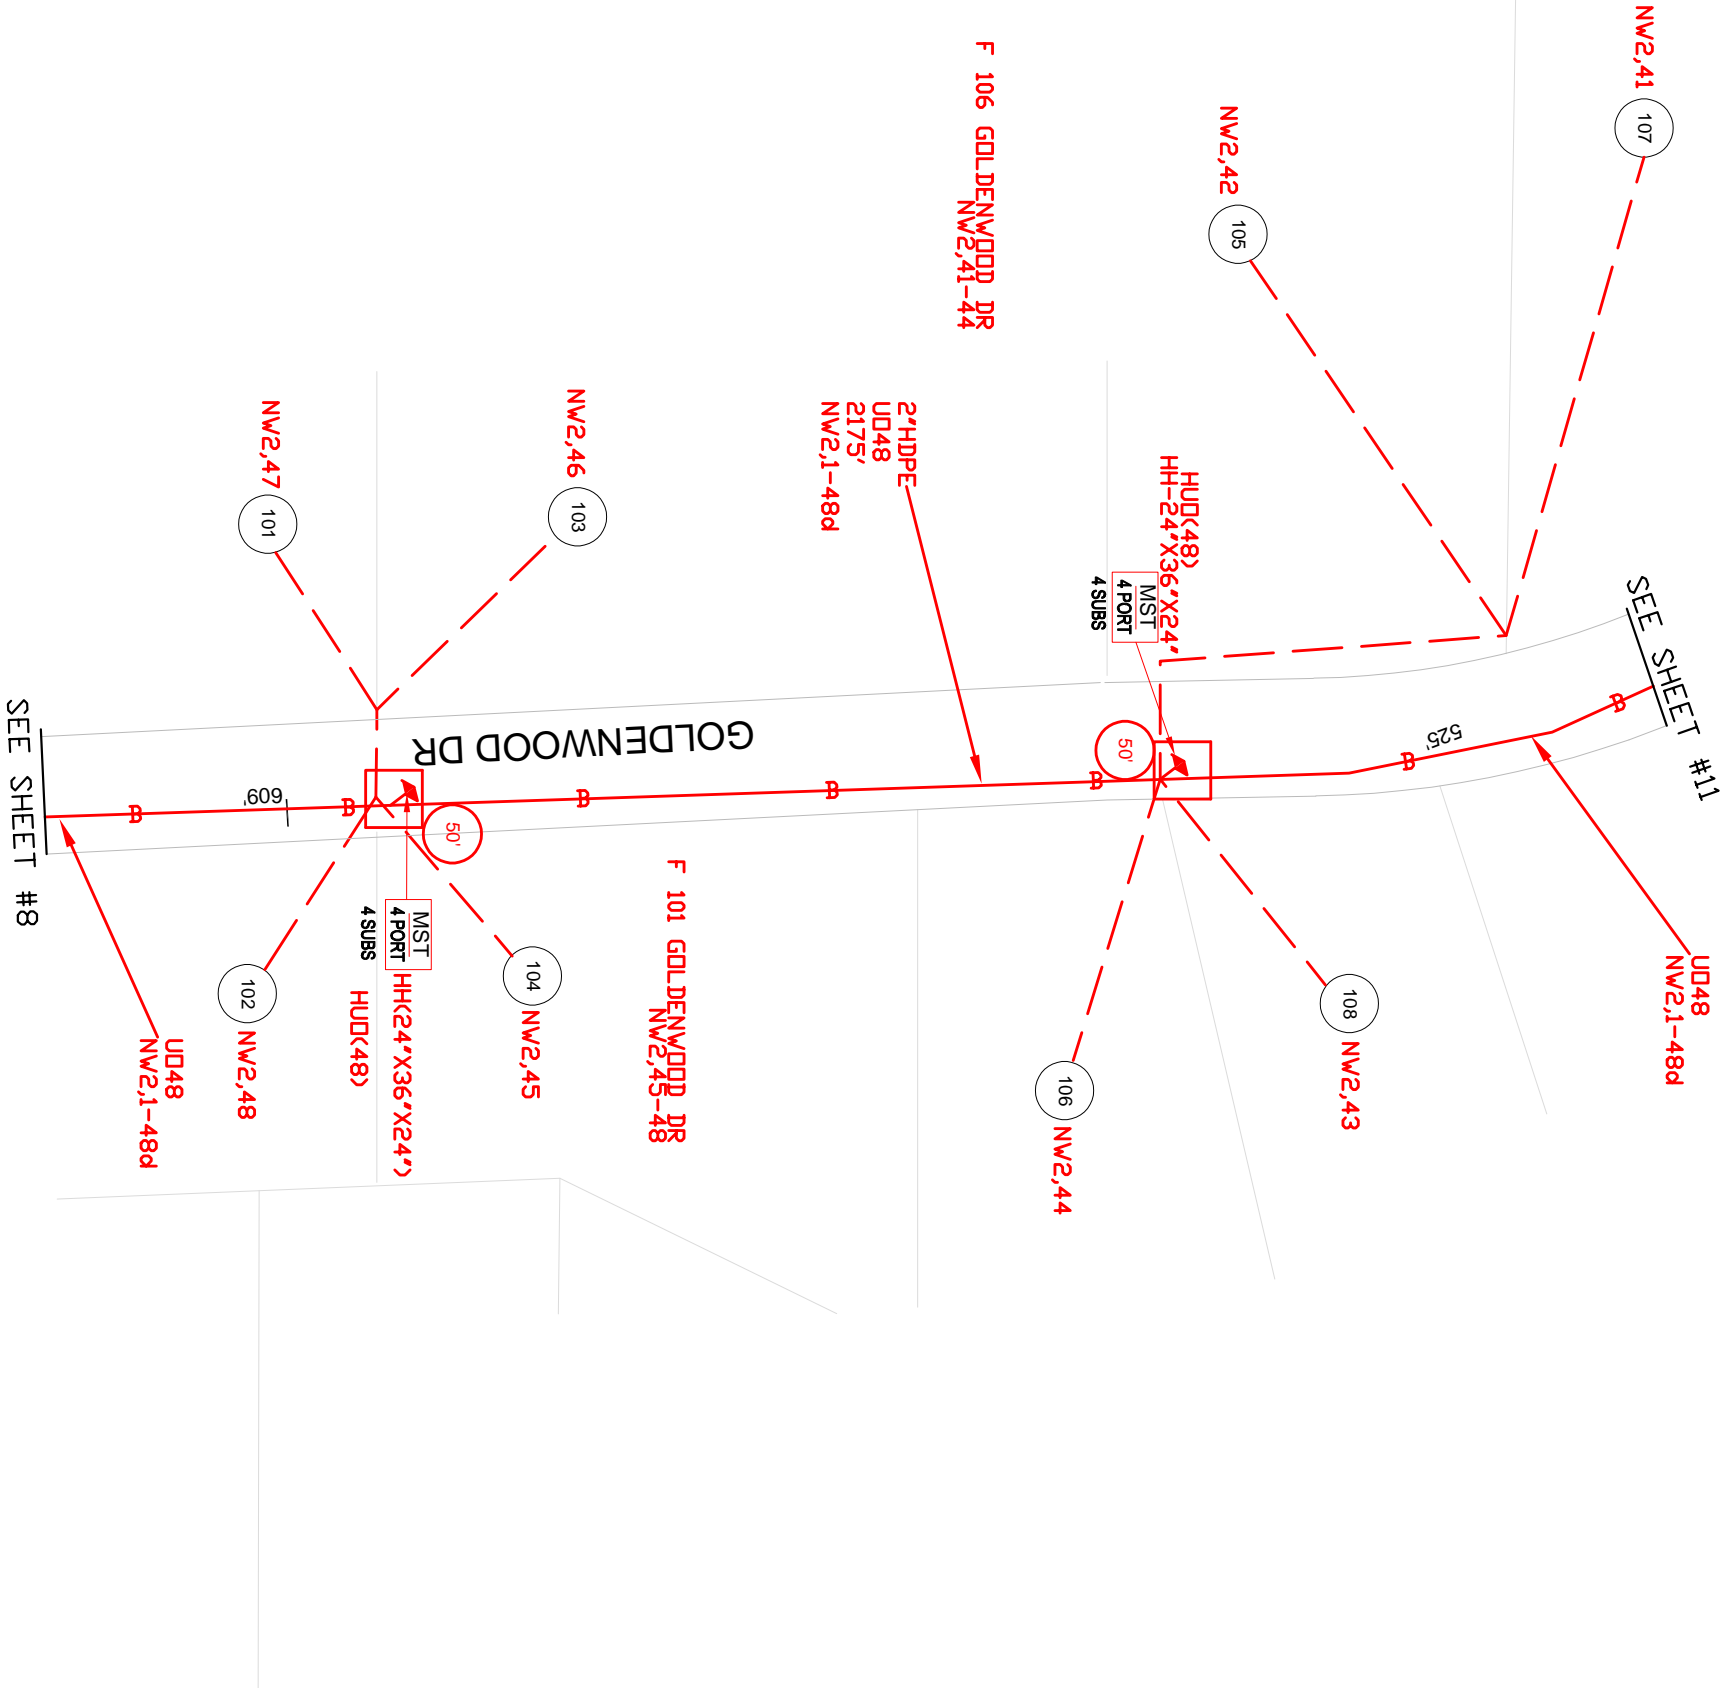 NW2,41
107
NW2,42
105
F 106 GOLDENWOOD DR
NW2,41-44
SEE SHEET #11
NW2,47
101
NW2,46
103
2"HDPE
UO48
2175'
NW2,1-48d
HUO(48)
HH-24"X36"X24"
MST
4 PORT
4 SUBS
50'
525'
GOLDENWOOD DR
609'
SEE SHEET #8
50'
MST
4 PORT
4 SUBS
HH(24"X36"X24")
HUO(48)
102
NW2,48
104
NW2,45
F 101 GOLDENWOOD DR
NW2,45-48
UO48
NW2,1-48d
106
NW2,44
108
NW2,43
UO48
NW2,1-48d